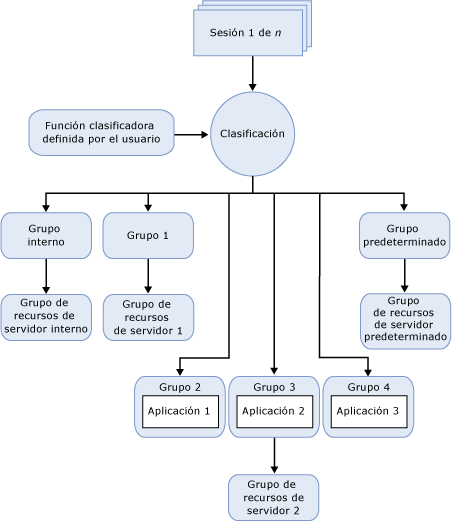 Sesión 1 de n
Función clasificadora
definida por el usuario
Clasificación
Grupo
interno
Grupo 1
Grupo
predeterminado
Grupo de
recursos de
servidor interno
Grupo de
recursos
de servidor 1
Grupo
de recursos
de servidor
predeterminado
Grupo 2
Aplicación 1
Grupo 3
Aplicación 2
Grupo 4
Aplicación 3
Grupo de
recursos de
servidor 2